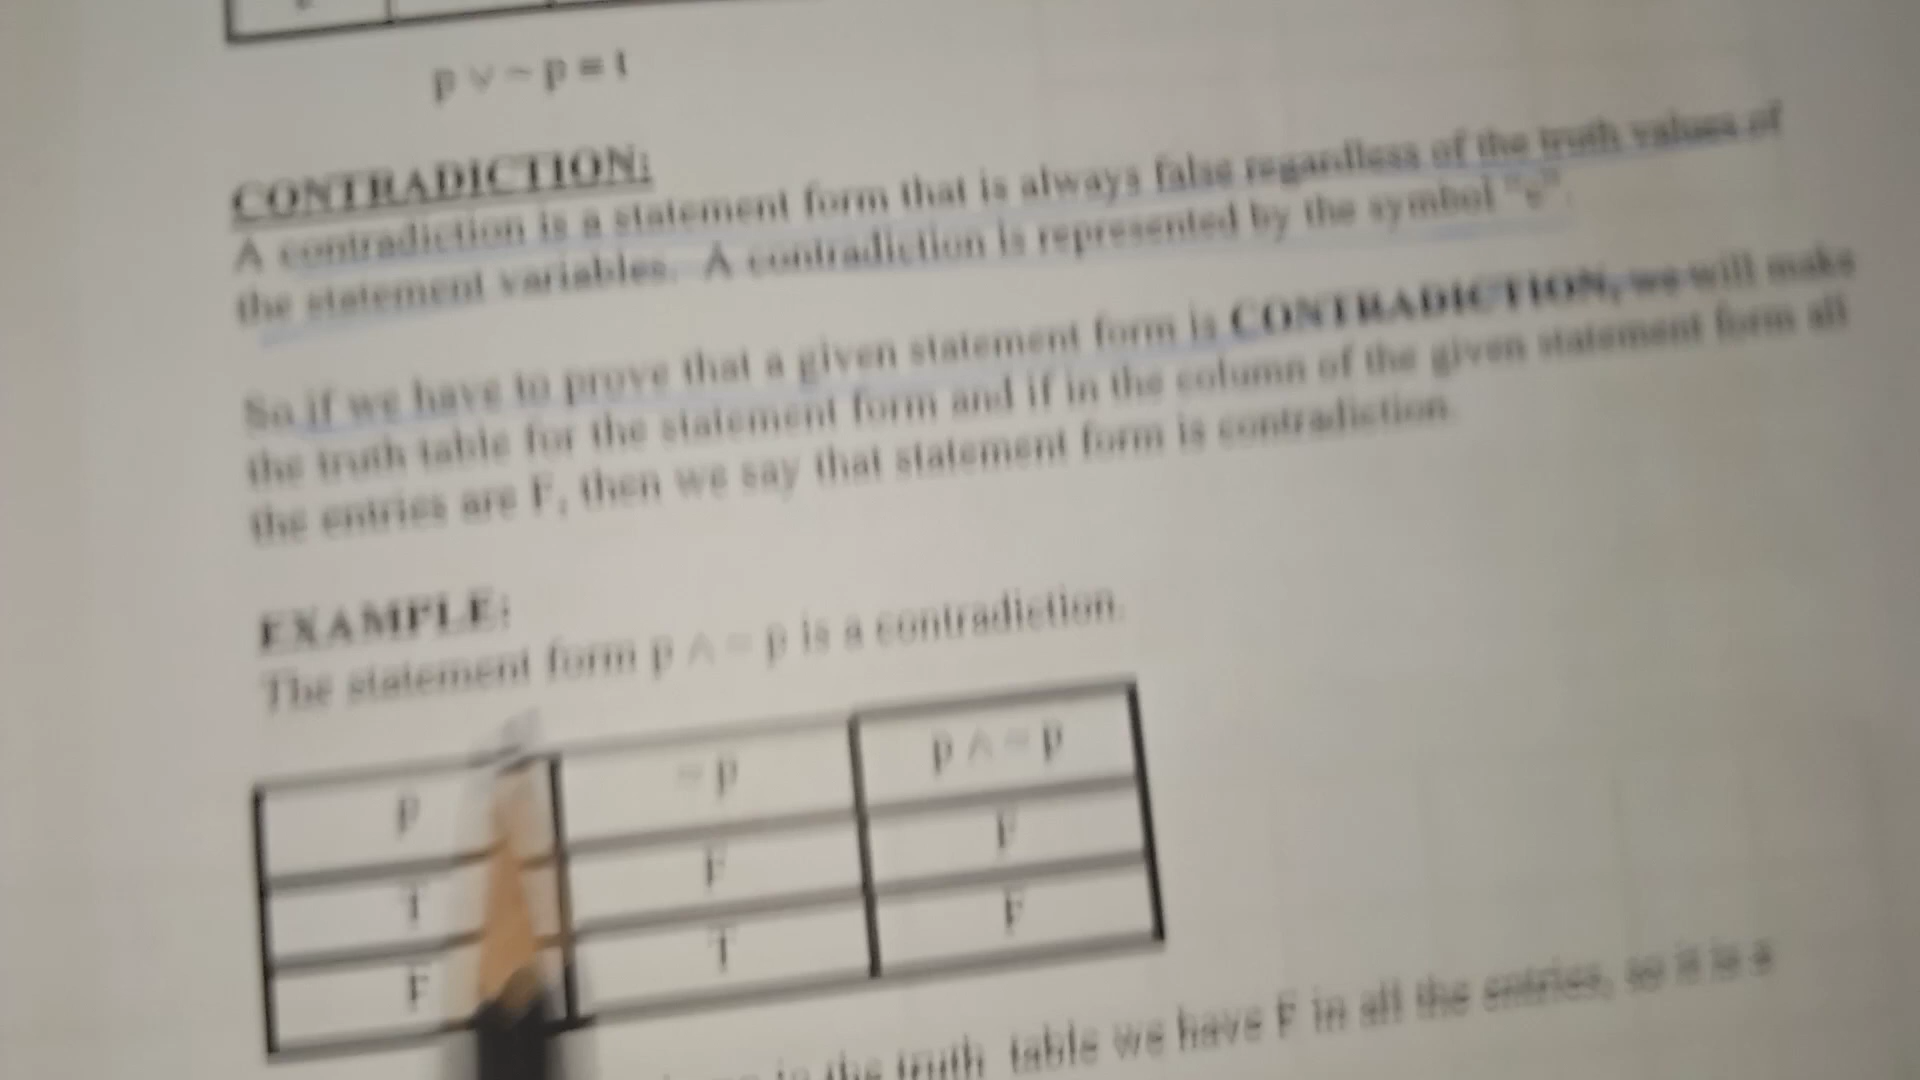 p ∨ ~ p ≡ t
CONTRADICTION:
A contradiction is a statement form that is always false regardless of the truth values of
the statement variables. A contradiction is represented by the symbol "c".
So if we have to prove that a given statement form is CONTRADICTION, we will make
the truth table for the statement form and if in the column of the given statement form all
the entries are F, then we say that statement form is contradiction.
EXAMPLE:
The statement form p ∧ ~ p is a contradiction.
p ~ p p ∧ ~ p
T F F
F T F
in the truth table we have F in all the entries, so it is a